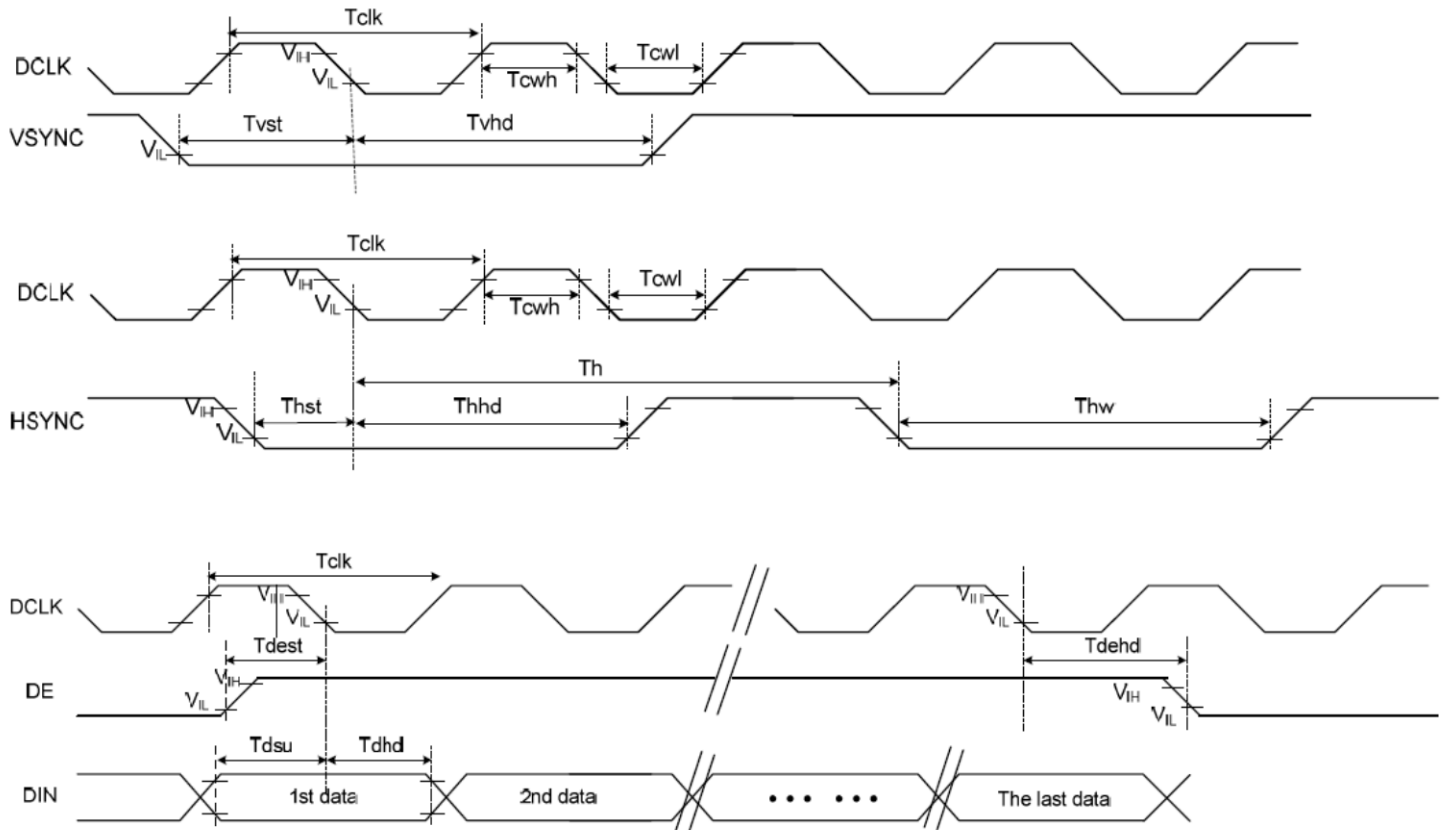 Tclk
DCLK
VIH
VIL
Tcwh
Tcwl
VSYNC
VIL
Tvst
Tvhd
Tclk
DCLK
VIH
VIL
Tcwh
Tcwl
Th
HSYNC
VIH
VIL
Thst
Thhd
Thw
Tclk
DCLK
VIH
VIL
VIH
VIL
Tdest
Tdehd
DE
VIH
VIL
VIH
VIL
Tdsu
Tdhd
DIN
1st data
2nd data
••• •••
The last data